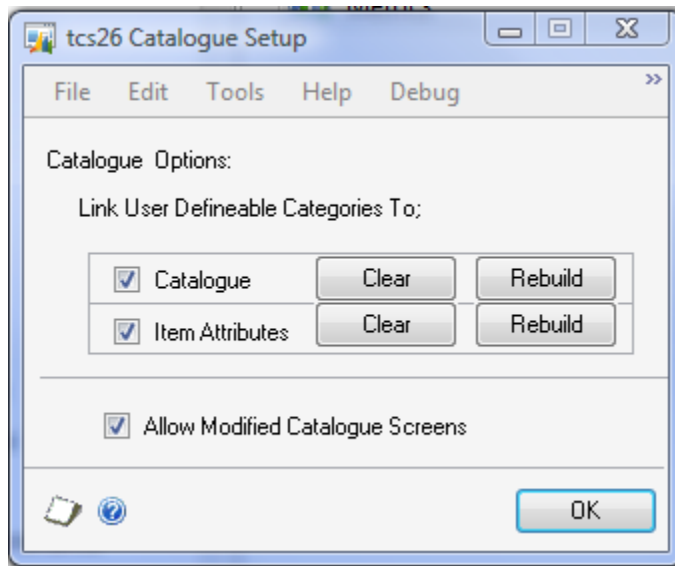 Metrics
tcs26 Catalogue Setup
File Edit Tools Help Debug »
Catalogue Options:
Link User Defineable Categories To;
Catalogue Clear Rebuild
Item Attributes Clear Rebuild
Allow Modified Catalogue Screens
OK